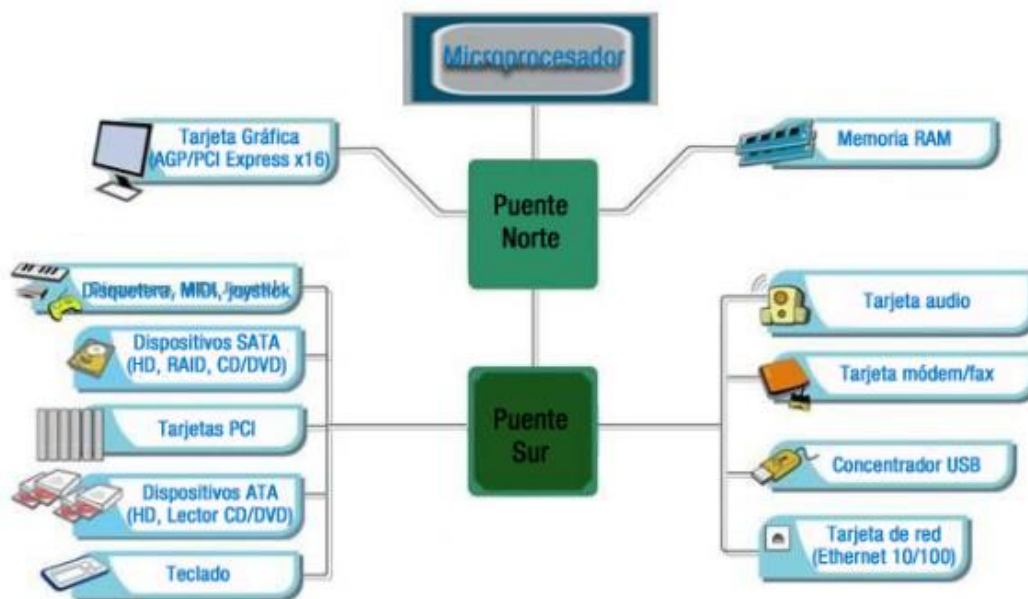 Microprocesador
Tarjeta Gráfica
(AGP/PCI Express x16)
Memoria RAM
Puente
Norte
Disquetera, MIDI, joystick
Dispositivos SATA
(HD, RAID, CD/DVD)
Tarjetas PCI
Dispositivos ATA
(HD, Lector CD/DVD)
Teclado
Puente
Sur
Tarjeta audio
Tarjeta módem/fax
Concentrador USB
Tarjeta de red
(Ethernet 10/100)